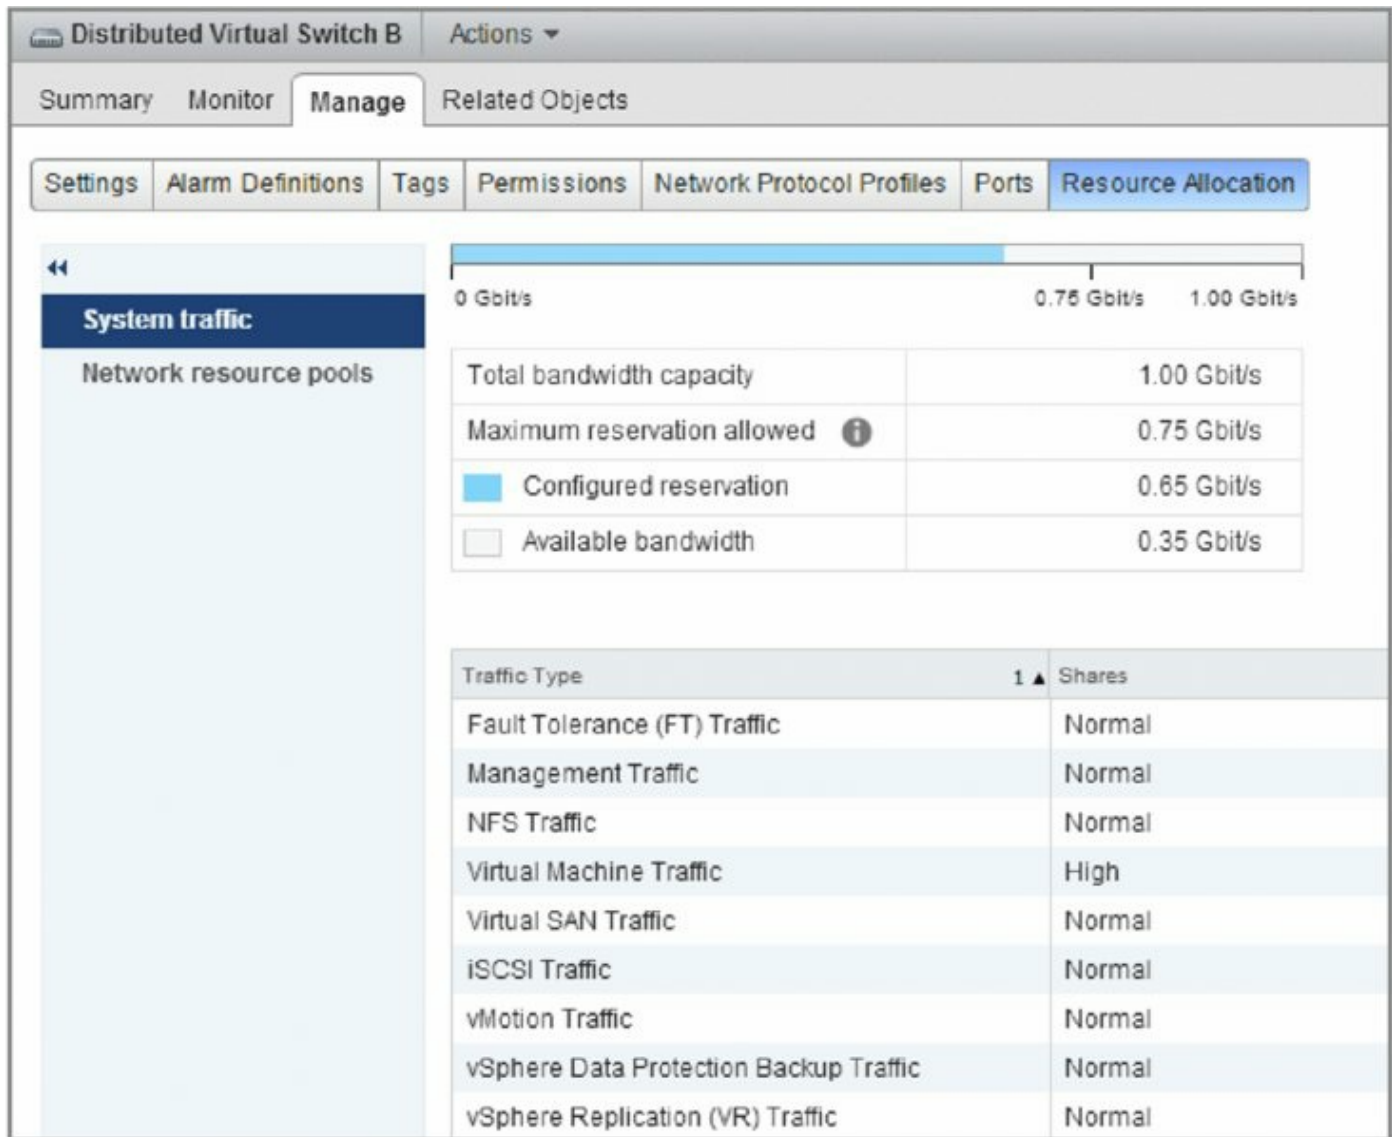 Distributed Virtual Switch B Actions
Summary Monitor Manage Related Objects
Settings Alarm Definitions Tags Permissions Network Protocol Profiles Ports Resource Allocation
System traffic
Network resource pools
0 Gbit/s 0.75 Gbit/s 1.00 Gbit/s
Total bandwidth capacity 1.00 Gbit/s
Maximum reservation allowed 0.75 Gbit/s
Configured reservation 0.65 Gbit/s
Available bandwidth 0.35 Gbit/s
Traffic Type 1 ▲ Shares
Fault Tolerance (FT) Traffic Normal
Management Traffic Normal
NFS Traffic Normal
Virtual Machine Traffic High
Virtual SAN Traffic Normal
iSCSI Traffic Normal
vMotion Traffic Normal
vSphere Data Protection Backup Traffic Normal
vSphere Replication (VR) Traffic Normal